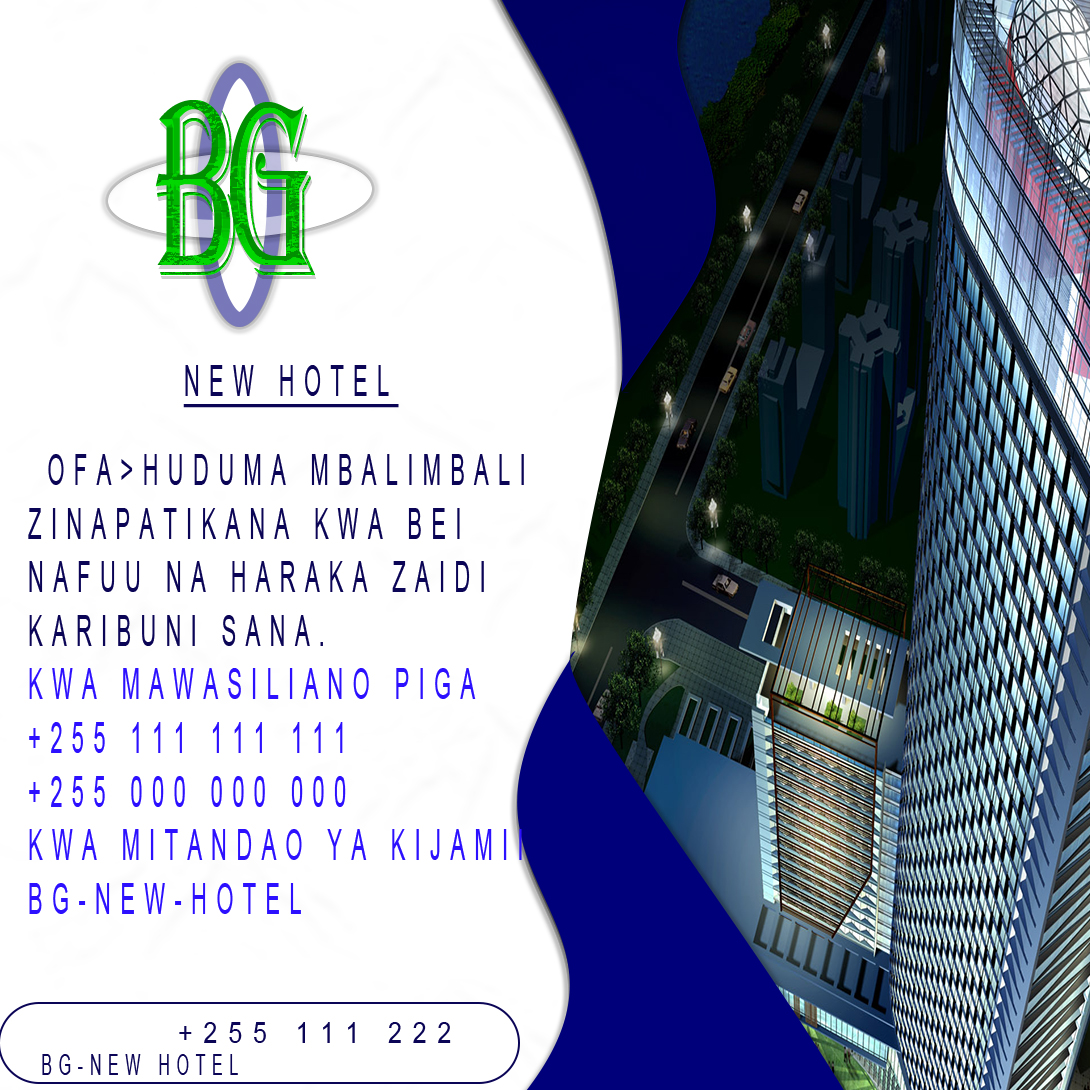 BG
NEW HOTEL
OFA>HUDUMA MBALIMBALI
ZINAPATIKANA KWA BEI
NAFUU NA HARAKA ZAIDI
KARIBUNI SANA.
KWA MAWASILIANO PIGA
+255 111 111 111
+255 000 000 000
KWA MITANDAO YA KIJAMII
BG-NEW-HOTEL
+255 111 222
BG-NEW HOTEL